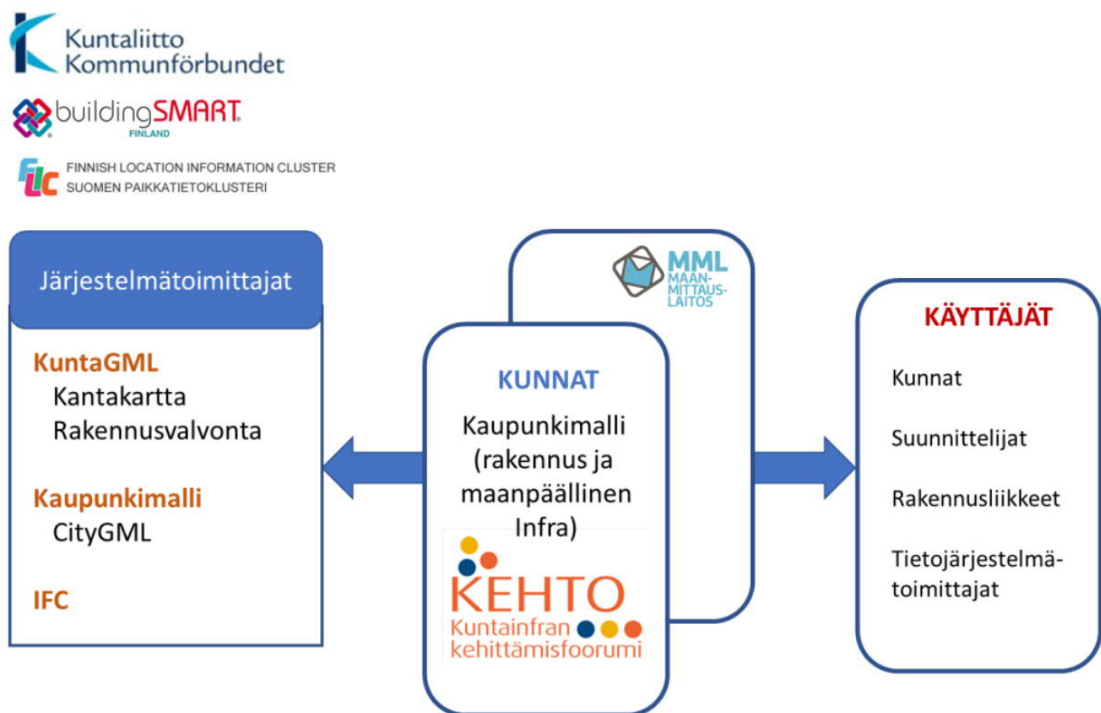 Kuntaliitto
Kommunförbundet
buildingSMART®
FINLAND
FLIC
FINNISH LOCATION INFORMATION CLUSTER
SUOMEN PAIKKATIETOKLUSTERI
Järjestelmätoimittajat
KuntaGML
Kantakartta
Rakennusvalvonta
Kaupunkimalli
CityGML
IFC
MML
MAAN-
MITTAUS-
LAITOS
KUNNAT
Kaupunkimalli
(rakennus ja
maanpäällinen
Infra)
KEHTO
Kuntainfran
kehittämisfoorumi
KÄYTTÄJÄT
Kunnat
Suunnittelijat
Rakennusliikkeet
Tietojärjestelmä-
toimittajat